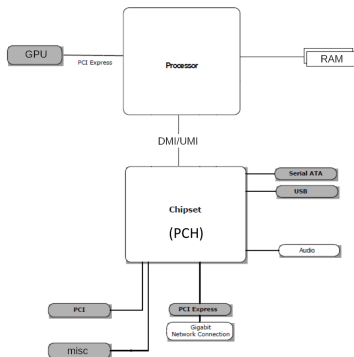 GPU
PCI Express
Processor
RAM
DMI/UMI
Serial ATA
USB
Chipset
(PCH)
Audio
PCI
PCI Express
Gigabit
Network Connection
misc